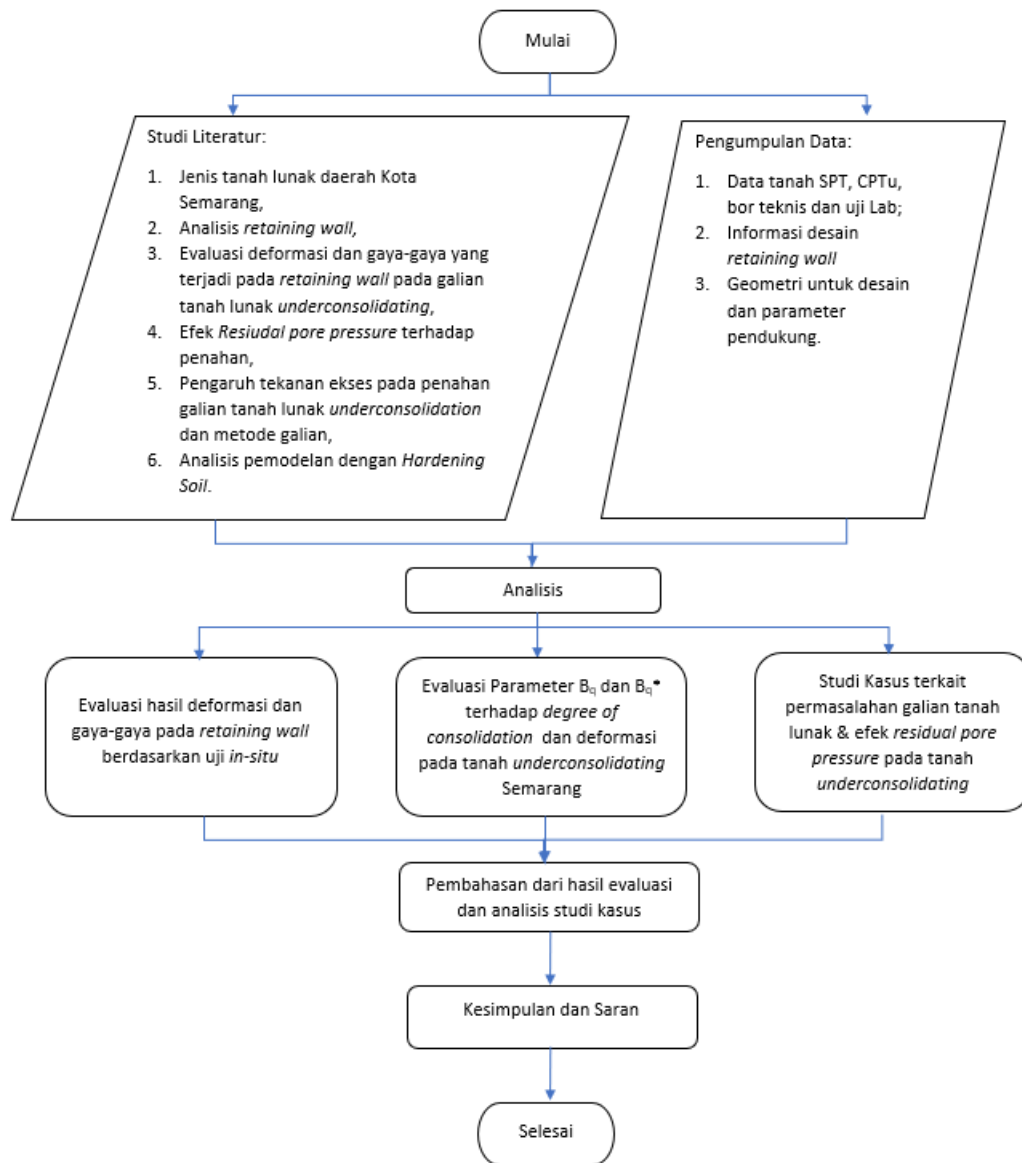 Mulai
Studi Literatur:
1. Jenis tanah lunak daerah Kota
Semarang,
2. Analisis retaining wall,
3. Evaluasi deformasi dan gaya-gaya yang
terjadi pada retaining wall pada galian
tanah lunak underconsolidating,
4. Efek Resiudal pore pressure terhadap
penahan,
5. Pengaruh tekanan ekses pada penahan
galian tanah lunak underconsolidation
dan metode galian,
6. Analisis pemodelan dengan Hardening
Soil.
Pengumpulan Data:
1. Data tanah SPT, CPTu,
bor teknis dan uji Lab;
2. Informasi desain
retaining wall
3. Geometri untuk desain
dan parameter
pendukung.
Analisis
Evaluasi hasil deformasi dan
gaya-gaya pada retaining wall
berdasarkan uji in-situ
Evaluasi Parameter Bq dan Bq*
terhadap degree of
consolidation dan deformasi
pada tanah underconsolidating
Semarang
Studi Kasus terkait
permasalahan galian tanah
lunak & efek residual pore
pressure pada tanah
underconsolidating
Pembahasan dari hasil evaluasi
dan analisis studi kasus
Kesimpulan dan Saran
Selesai